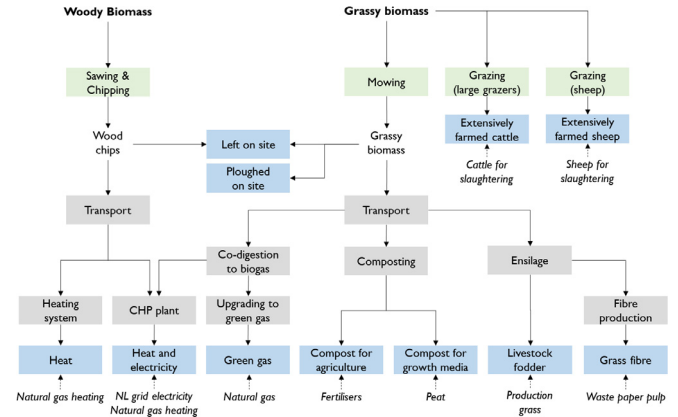 Woody Biomass
Grassy biomass
Sawing &
Chipping
Mowing
Grazing
(large grazers)
Grazing
(sheep)
Wood
chips
Left on site
Grassy
biomass
Extensively
farmed cattle
Extensively
farmed sheep
Ploughed
on site
Cattle for
slaughtering
Sheep for
slaughtering
Transport
Transport
Co-digestion
to biogas
Composting
Ensilage
Heating
system
CHP plant
Upgrading to
green gas
Fibre
production
Heat
Heat and
electricity
Green gas
Compost for
agriculture
Compost for
growth media
Livestock
fodder
Grass fibre
Natural gas heating
NL grid electricity
Natural gas heating
Natural gas
Fertilisers
Peat
Production
grass
Waste paper pulp